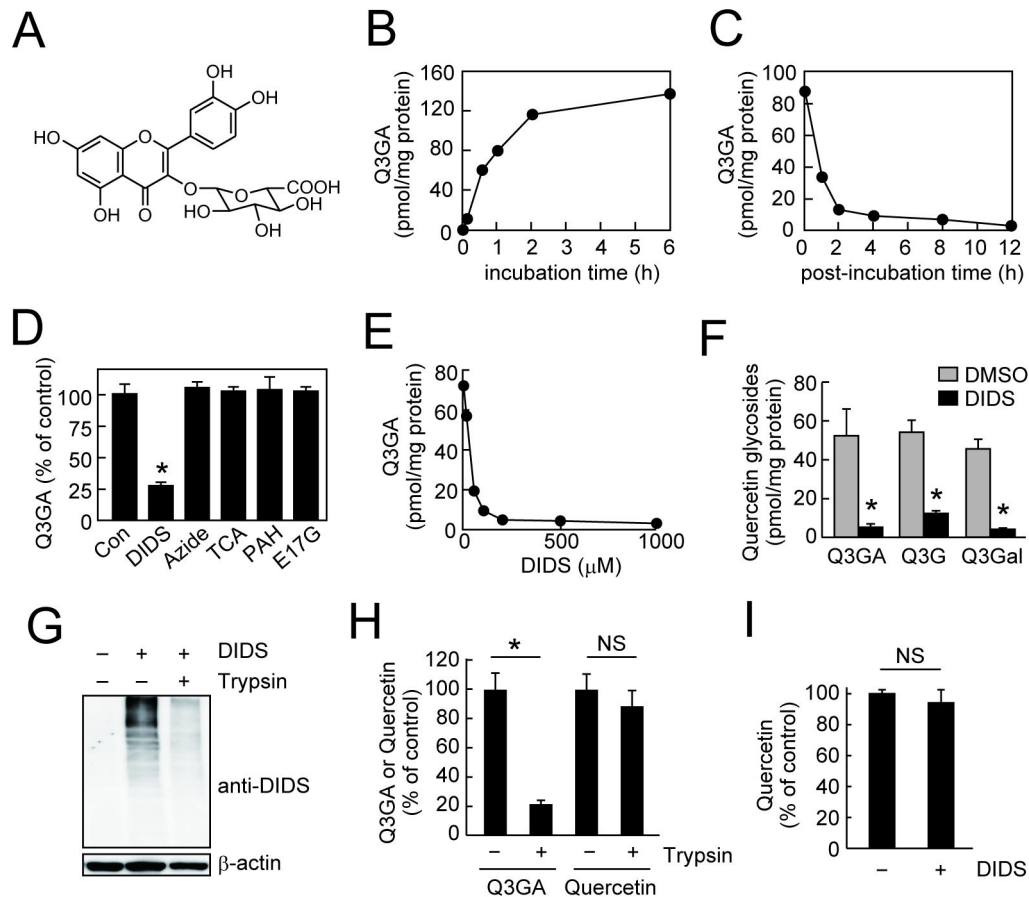 A
OH
OH
HO
O
O
COOH
OH
O
O
HO
OH
HO
OH
B
Q3GA
(pmol/mg protein)
160
120
80
40
0
0 1 2 3 4 5 6
incubation time (h)
C
Q3GA
(pmol/mg protein)
100
80
60
40
20
0
0 2 4 6 8 10 12
post-incubation time (h)
D
Q3GA (% of control)
100
75
50
25
0
*
Con DIDS Azide TCA PAH E17G
E
Q3GA
(pmol/mg protein)
80
60
40
20
0
0 500 1000
DIDS (μM)
F
Quercetin glycosides
(pmol/mg protein)
DMSO
DIDS
80
60
40
20
0
* * *
Q3GA Q3G Q3Gal
G
– + + DIDS
– – + Trypsin
anti-DIDS
β-actin
H
Q3GA or Quercetin
(% of control)
* NS
120
100
80
60
40
20
0
– + – + Trypsin
Q3GA Quercetin
I
Quercetin
(% of control)
NS
100
80
60
40
20
0
– + DIDS